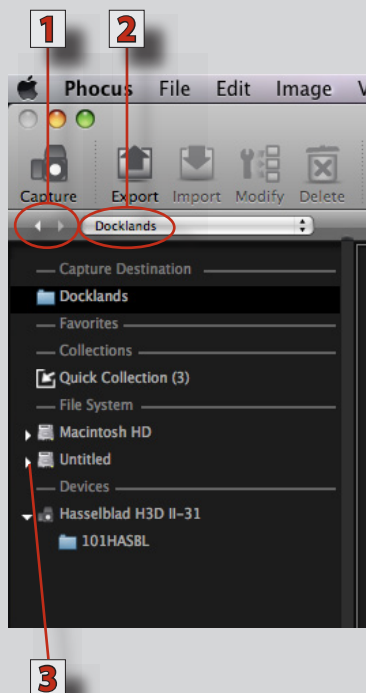 1 2
Phocus File Edit Image V
Capture Export Import Modify Delete
Docklands
Capture Destination
Docklands
Favorites
Collections
Quick Collection (3)
File System
Macintosh HD
Untitled
Devices
Hasselblad H3D II-31
101HASBL
3